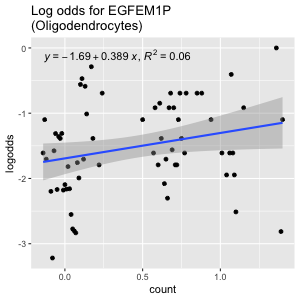 Log odds for EGFEM1P
(Oligodendrocytes)
y = −1.69 + 0.389 x, R² = 0.06
0
-1
-2
-3
logodds
0.0 0.5 1.0
count